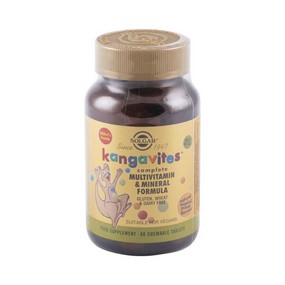 SOLGAR
Since 1947
kangavites
complete
MULTIVITAMIN
& MINERAL
FORMULA
GLUTEN, WHEAT
& DAIRY FREE
SUITABLE FOR VEGANS
FOOD SUPPLEMENT 60 CHEWABLE TABLETS